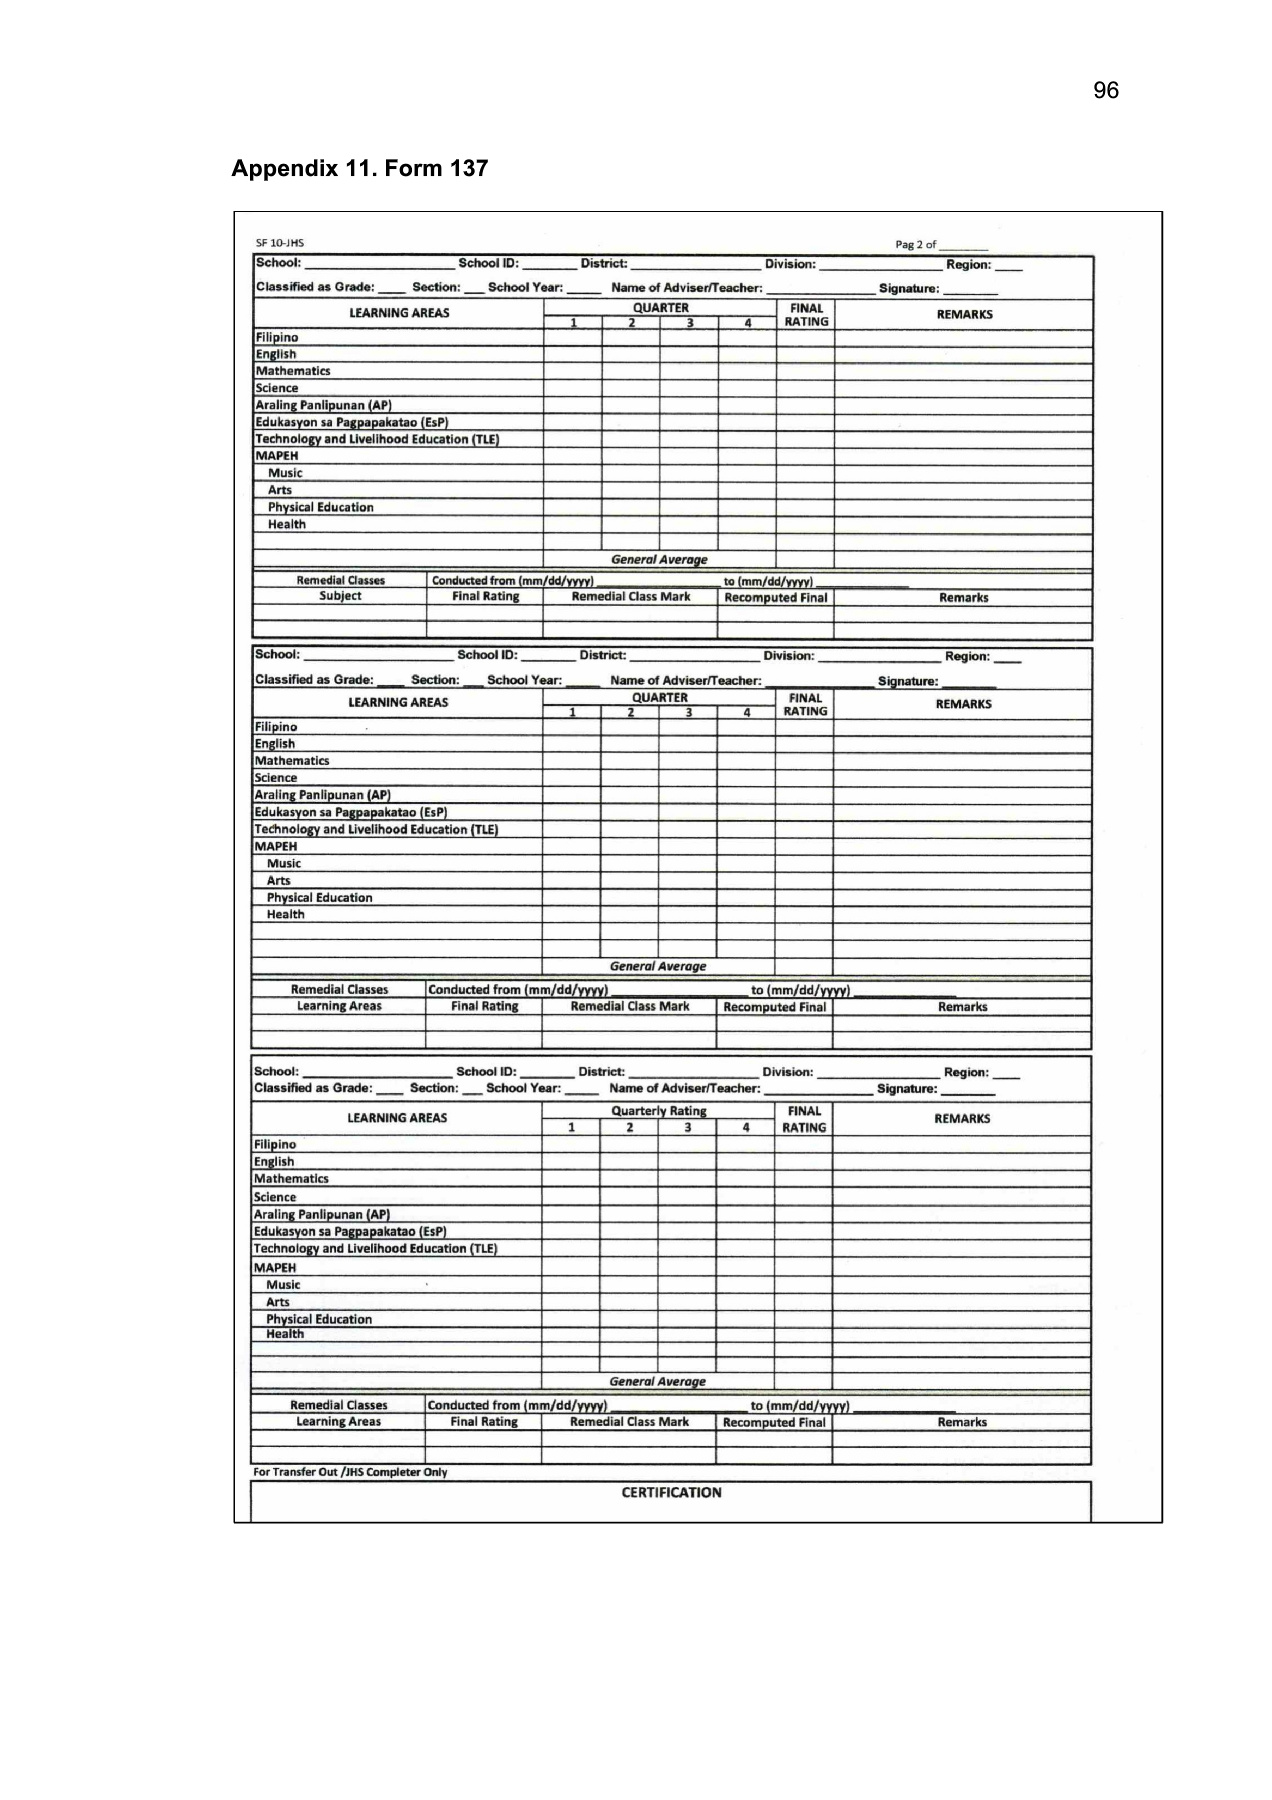 96
Appendix 11. Form 137
SF 10-JHS Pag 2 of ________
School: ____________________ School ID: _______ District: _________________ Division: ________________ Region: ____
Classified as Grade: ____ Section: ___ School Year: _____ Name of Adviser/Teacher: _______________ Signature: _______
LEARNING AREAS QUARTER FINAL RATING REMARKS
1 2 3 4
Filipino
English
Mathematics
Science
Araling Panlipunan (AP)
Edukasyon sa Pagpapakatao (EsP)
Technology and Livelihood Education (TLE)
MAPEH
Music
Arts
Physical Education
Health
General Average
Remedial Classes Conducted from (mm/dd/yyyy)__________________ to (mm/dd/yyyy) _____________
Subject Final Rating Remedial Class Mark Recomputed Final Remarks
School: ____________________ School ID: _______ District: _________________ Division: ________________ Region: ____
Classified as Grade: ____ Section: ___ School Year: _____ Name of Adviser/Teacher: _______________ Signature: _______
LEARNING AREAS QUARTER FINAL RATING REMARKS
1 2 3 4
Filipino
English
Mathematics
Science
Araling Panlipunan (AP)
Edukasyon sa Pagpapakatao (EsP)
Technology and Livelihood Education (TLE)
MAPEH
Music
Arts
Physical Education
Health
General Average
Remedial Classes Conducted from (mm/dd/yyyy)____________________ to (mm/dd/yyyy)_______________
Learning Areas Final Rating Remedial Class Mark Recomputed Final Remarks
School: ____________________ School ID: _______ District: _________________ Division: ________________ Region: ____
Classified as Grade: ____ Section: ___ School Year: _____ Name of Adviser/Teacher: _______________ Signature: _______
LEARNING AREAS Quarterly Rating FINAL RATING REMARKS
1 2 3 4
Filipino
English
Mathematics
Science
Araling Panlipunan (AP)
Edukasyon sa Pagpapakatao (EsP)
Technology and Livelihood Education (TLE)
MAPEH
Music
Arts
Physical Education
Health
General Average
Remedial Classes Conducted from (mm/dd/yyyy)____________________ to (mm/dd/yyyy)_______________
Learning Areas Final Rating Remedial Class Mark Recomputed Final Remarks
For Transfer Out /JHS Completer Only
CERTIFICATION